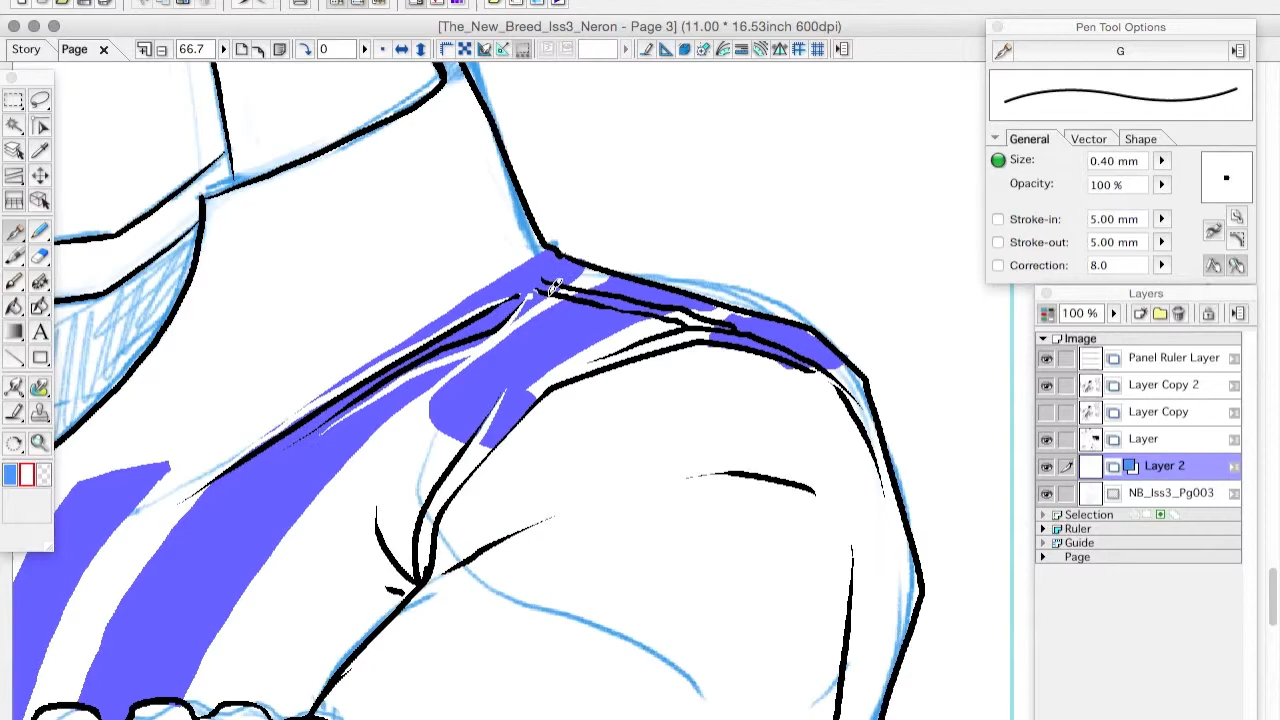 [The_New_Breed_Iss3_Neron - Page 3] (11.00 * 16.53inch 600dpi)
Pen Tool Options
Story
Page
66.7
0
G
General
Vector
Shape
Size:
0.40 mm
Opacity:
100 %
Stroke-in:
5.00 mm
Stroke-out:
5.00 mm
Correction:
8.0
Layers
100 %
Image
Panel Ruler Layer
Layer Copy 2
Layer Copy
Layer
Layer 2
NB_Iss3_Pg003
Selection
Ruler
Guide
Page
A